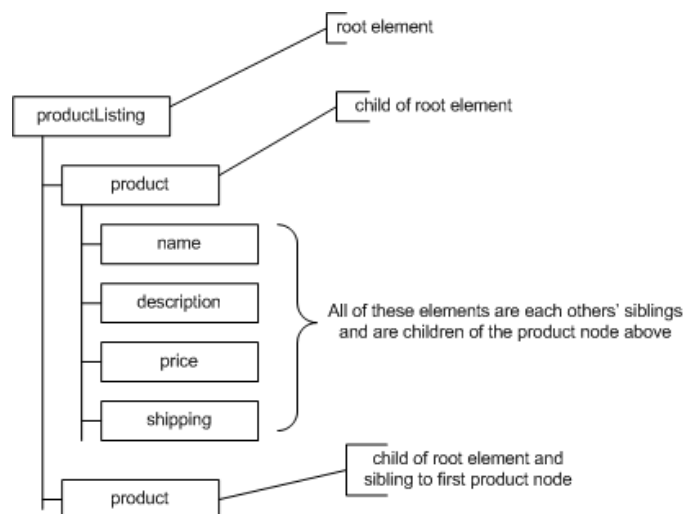 root element
productListing
child of root element
product
name
description
All of these elements are each others' siblings
and are children of the product node above
price
shipping
child of root element and
sibling to first product node
product